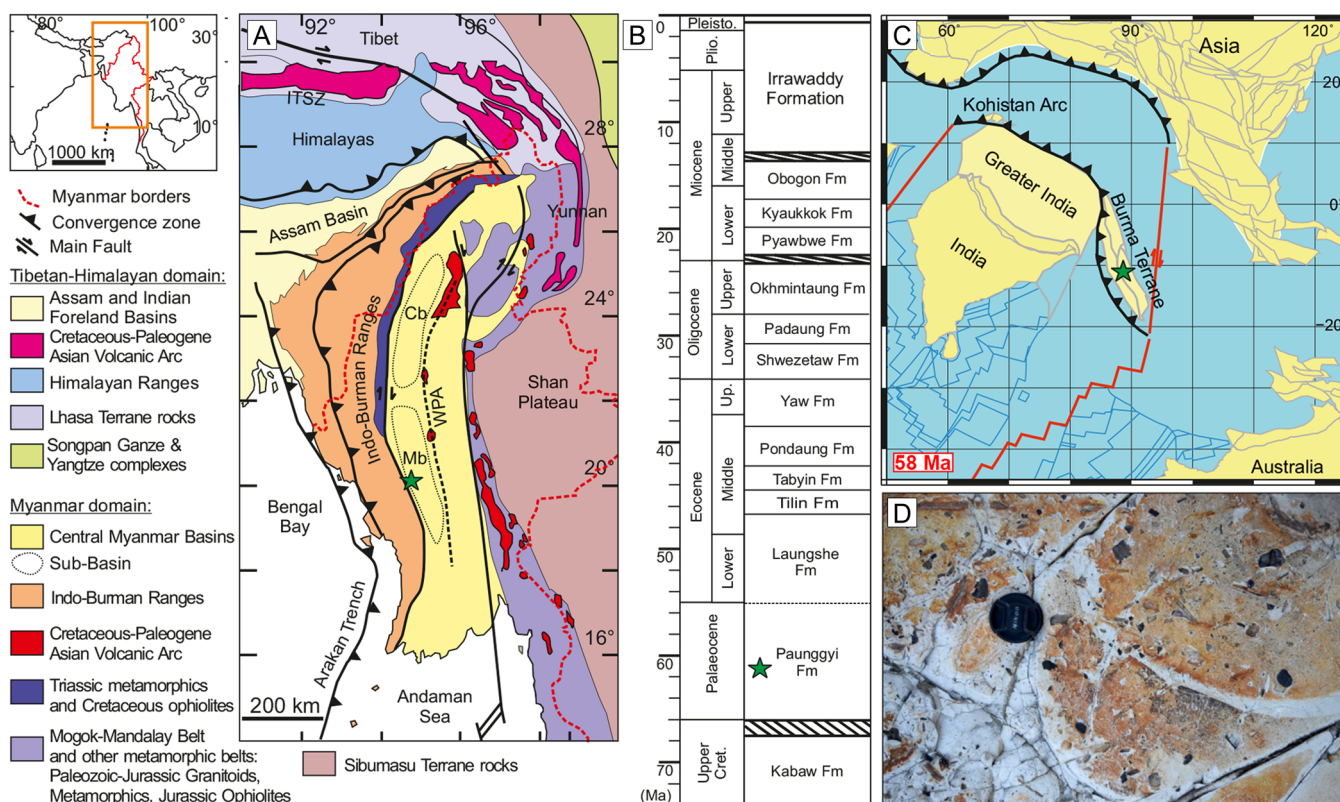 100°
30°
10°
1000 km
Myanmar borders
Convergence zone
Main Fault
Tibetan-Himalayan domain:
Assam and Indian
Foreland Basins
Cretaceous-Paleogene
Asian Volcanic Arc
Himalayan Ranges
Lhasa Terrane rocks
Songpan Ganze &
Yangtze complexes
Myanmar domain:
Central Myanmar Basins
Sub-Basin
Indo-Burman Ranges
Cretaceous-Paleogene
Asian Volcanic Arc
Triassic metamorphics
and Cretaceous ophiolites
Mogok-Mandalay Belt
and other metamorphic belts:
Paleozoic-Jurassic Granitoids,
Metamorphics, Jurassic Ophiolites
Sibumasu Terrane rocks
A
92°
96°
Tibet
ITSZ
Himalayas
28°
Assam Basin
Yunnan
24°
Cb
Indo-Burman Ranges
WPA
Shan
Plateau
Mb
20°
Bengal
Bay
Arakan Trench
16°
Andaman
Sea
200 km
B
0
10
20
30
40
50
60
70
(Ma)
Pleisto.
Plio.
Miocene
Upper
Middle
Lower
Oligocene
Upper
Lower
Eocene
Up.
Middle
Lower
Palaeocene
Upper
Cret.
Irrawaddy
Formation
Obogon Fm
Kyaukkok Fm
Pyawbwe Fm
Okhmintaung Fm
Padaung Fm
Shwezetaw Fm
Yaw Fm
Pondaung Fm
Tabyin Fm
Tilin Fm
Laungshe
Fm
Paunggyi
Fm
Kabaw Fm
C
60°
90°
120°
Asia
20°
Kohistan Arc
Greater India
0°
India
Burma Terrane
−20°
58 Ma
Australia
D